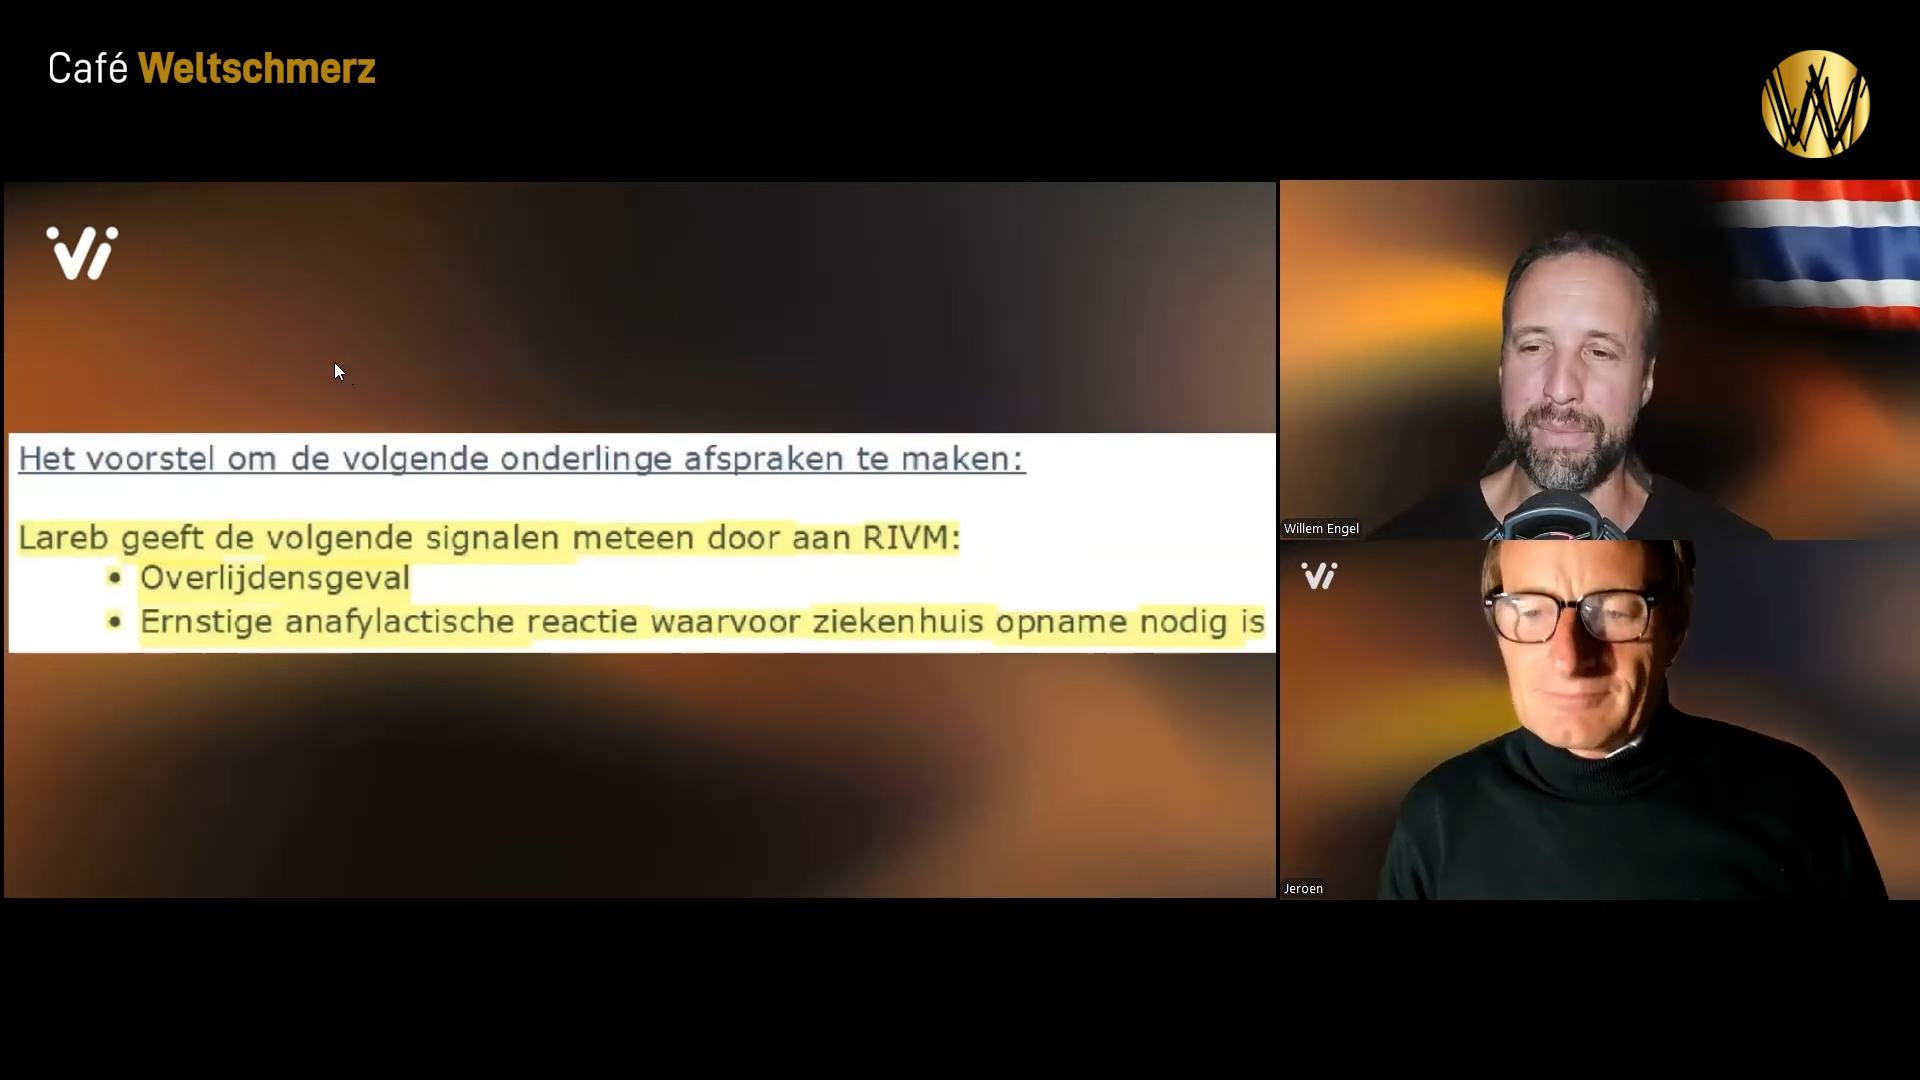 Café Weltschmerz
Het voorstel om de volgende onderlinge afspraken te maken:
Lareb geeft de volgende signalen meteen door aan RIVM:
• Overlijdensgeval
• Ernstige anafylactische reactie waarvoor ziekenhuis opname nodig is
Willem Engel
Jeroen